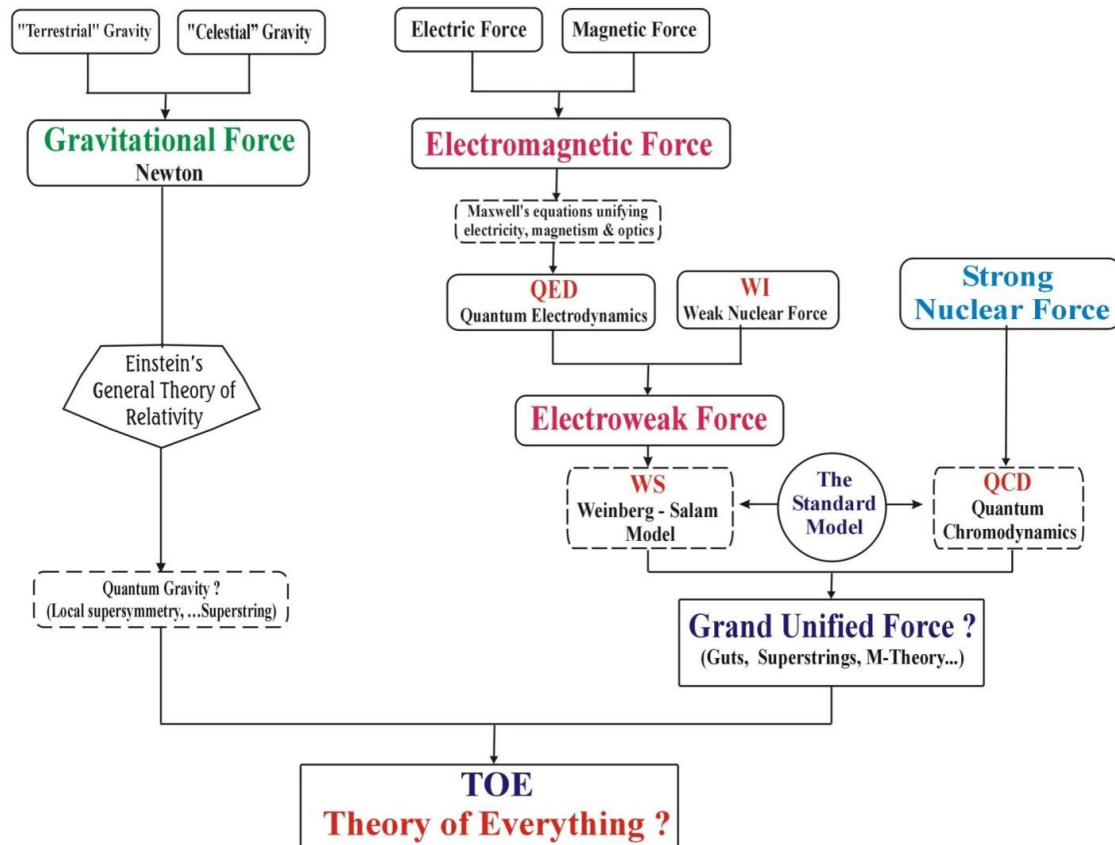 "Terrestrial" Gravity
"Celestial" Gravity
Electric Force
Magnetic Force
Gravitational Force
Newton
Electromagnetic Force
Maxwell's equations unifying
electricity, magnetism & optics
QED
Quantum Electrodynamics
WI
Weak Nuclear Force
Strong
Nuclear Force
Einstein's
General Theory of
Relativity
Electroweak Force
WS
Weinberg - Salam
Model
The
Standard
Model
QCD
Quantum
Chromodynamics
Quantum Gravity ?
(Local supersymmetry, ...Superstring)
Grand Unified Force ?
(Guts, Superstrings, M-Theory...)
TOE
Theory of Everything ?